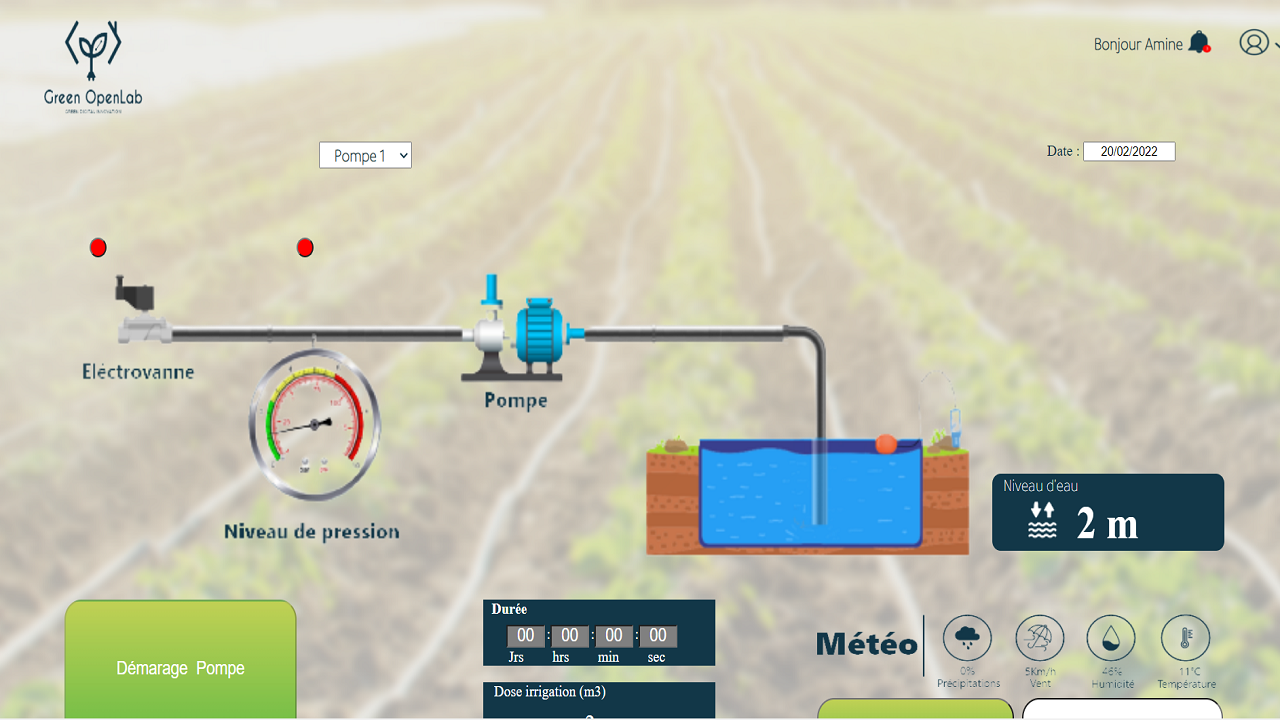 Green OpenLab
GREEN DIGITAL INNOVATION
Bonjour Amine
Pompe 1
Date : 20/02/2022
Eléctrovanne
Pompe
Niveau de pression
Niveau d'eau
2 m
Démarage Pompe
Durée
00 : 00 : 00 : 00
Jrs hrs min sec
Dose irrigation (m3)
Météo
0%
Précipitations
5Km/h
Vent
46%
Humidité
11°C
Température